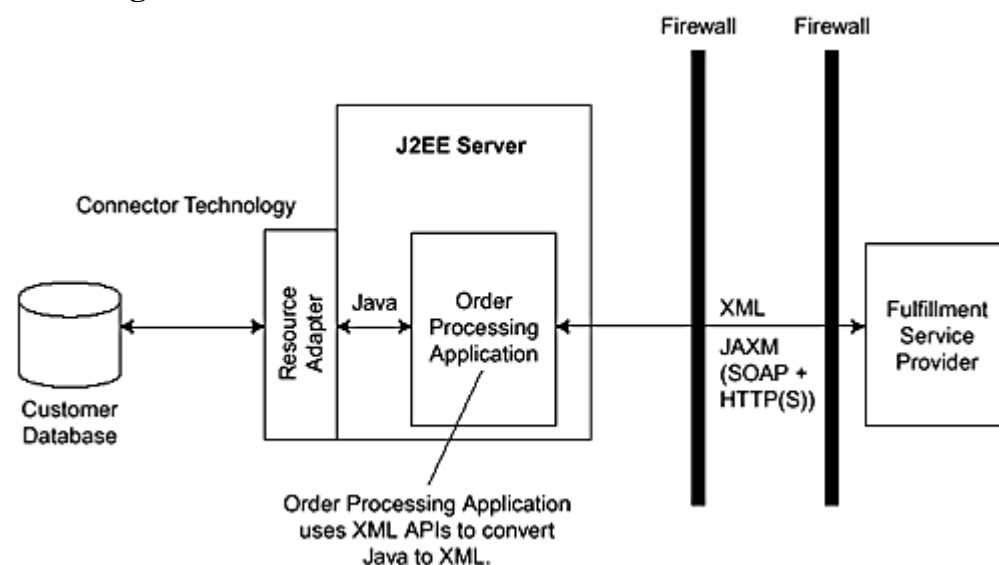 Firewall
Firewall
J2EE Server
Connector Technology
Resource
Adapter
Java
Order
Processing
Application
XML
JAXM
(SOAP +
HTTP(S))
Fulfillment
Service
Provider
Customer
Database
Order Processing Application
uses XML APIs to convert
Java to XML.